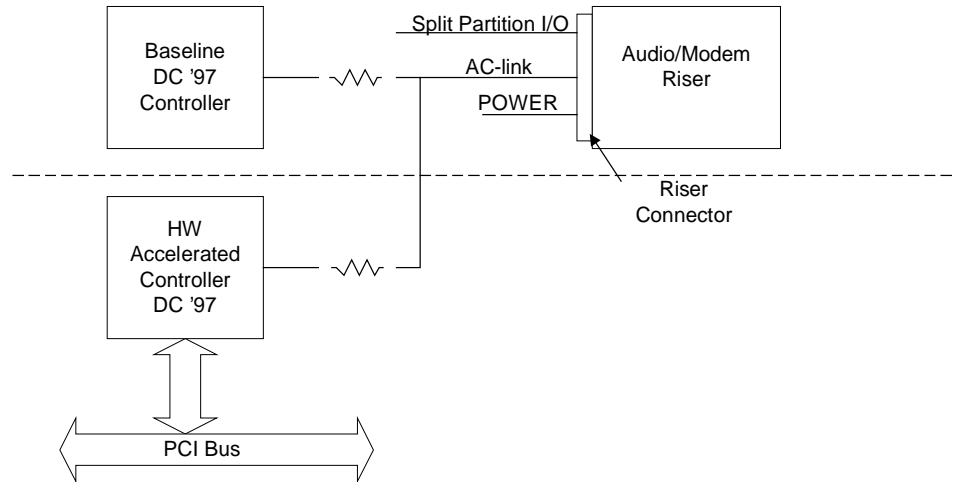 Baseline
DC '97
Controller
Split Partition I/O
AC-link
POWER
Audio/Modem
Riser
Riser
Connector
HW
Accelerated
Controller
DC '97
PCI Bus